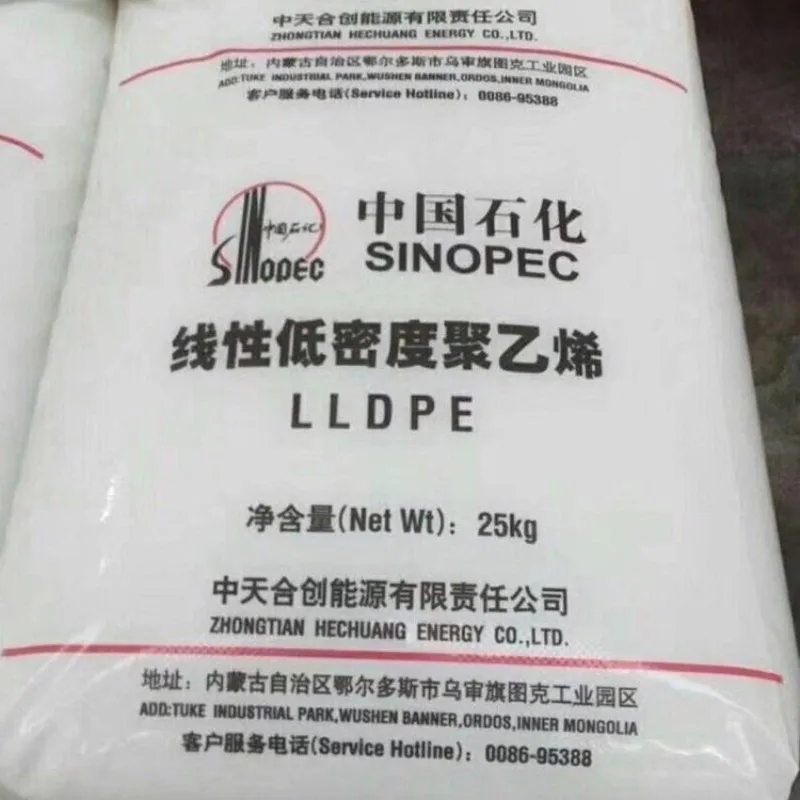 中天合创能源有限责任公司
ZHONGTIAN HECHUANG ENERGY CO.,LTD.
地址：内蒙古自治区鄂尔多斯市乌审旗图克工业园区
ADD:TUKE INDUSTRIAL PARK,WUSHEN BANNER,ORDOS,INNER MONGOLIA
客户服务电话(Service Hotline)：0086-95388
中国石化
SINOPEC
中国石化
SINOPEC
线性低密度聚乙烯
LLDPE
净含量(Net Wt)：25kg
中天合创能源有限责任公司
ZHONGTIAN HECHUANG ENERGY CO.,LTD.
地址：内蒙古自治区鄂尔多斯市乌审旗图克工业园区
ADD:TUKE INDUSTRIAL PARK,WUSHEN BANNER,ORDOS,INNER MONGOLIA
客户服务电话(Service Hotline)：0086-95388